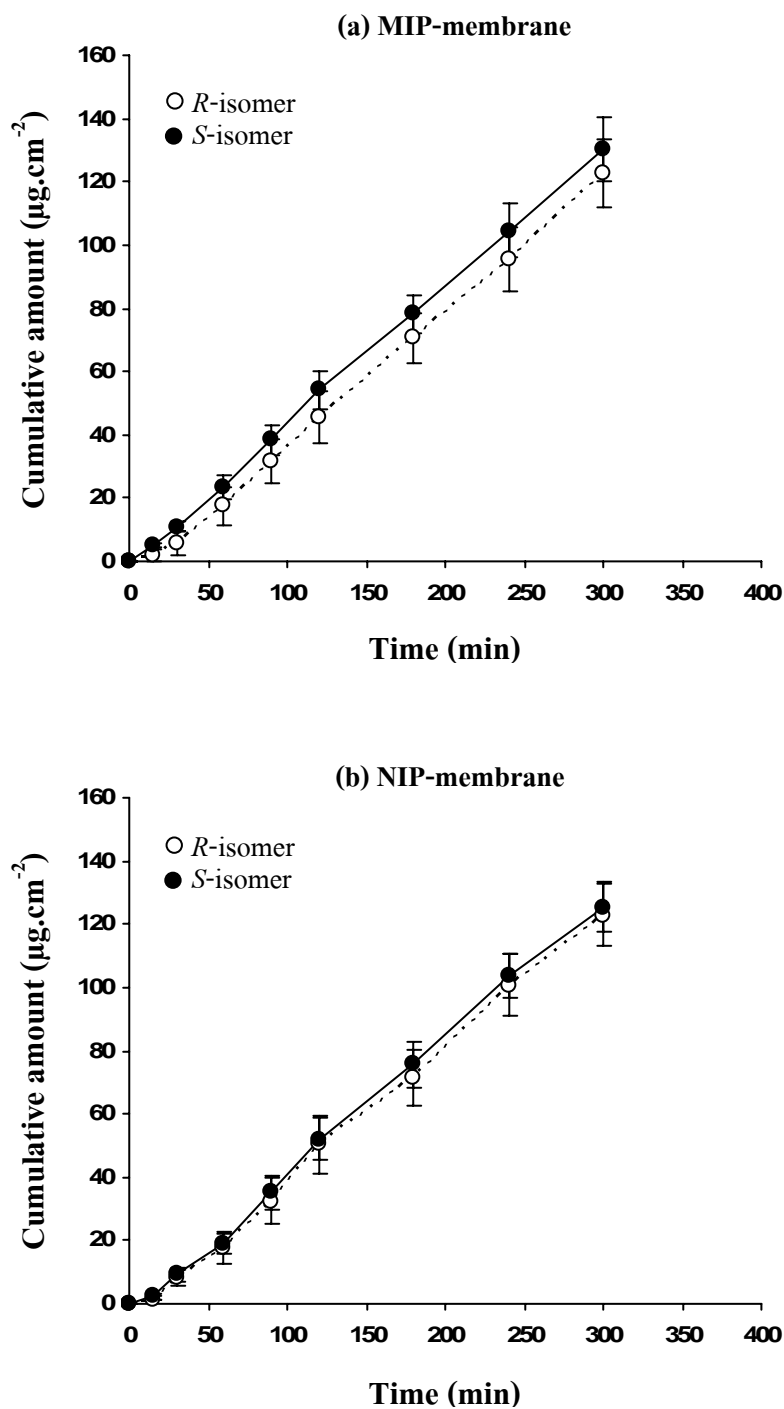 (a) MIP-membrane
160
140
120
100
80
60
40
20
0
R-isomer
S-isomer
Cumulative amount (µg.cm⁻²)
0 50 100 150 200 250 300 350 400
Time (min)
(b) NIP-membrane
160
140
120
100
80
60
40
20
0
R-isomer
S-isomer
Cumulative amount (µg.cm⁻²)
0 50 100 150 200 250 300 350 400
Time (min)